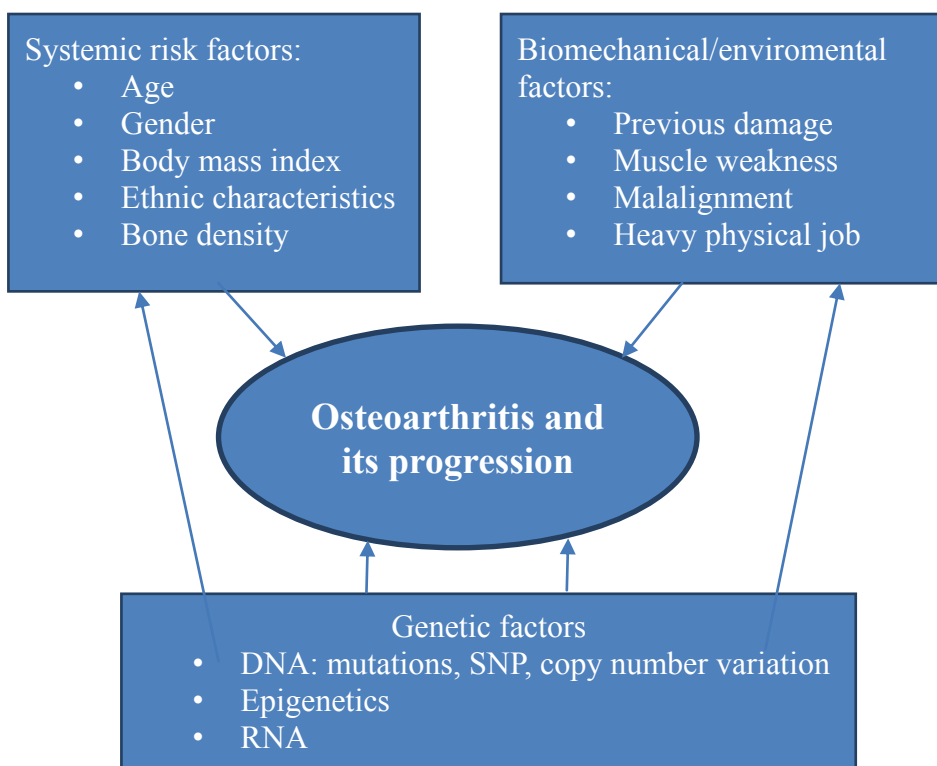 Systemic risk factors:
• Age
• Gender
• Body mass index
• Ethnic characteristics
• Bone density
Biomechanical/enviromental
factors:
• Previous damage
• Muscle weakness
• Malalignment
• Heavy physical job
Osteoarthritis and
its progression
Genetic factors
• DNA: mutations, SNP, copy number variation
• Epigenetics
• RNA